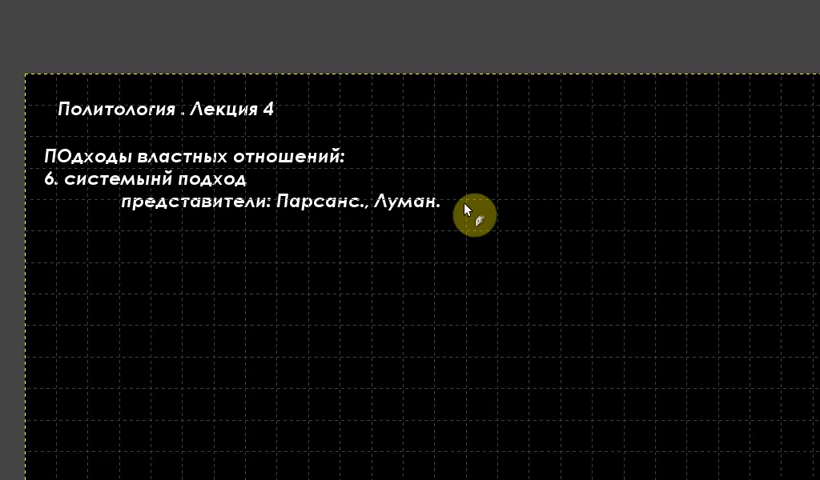 Политология . Лекция 4
ПОдходы властных отношений:
6. системынй подход
представители: Парсанс., Луман.